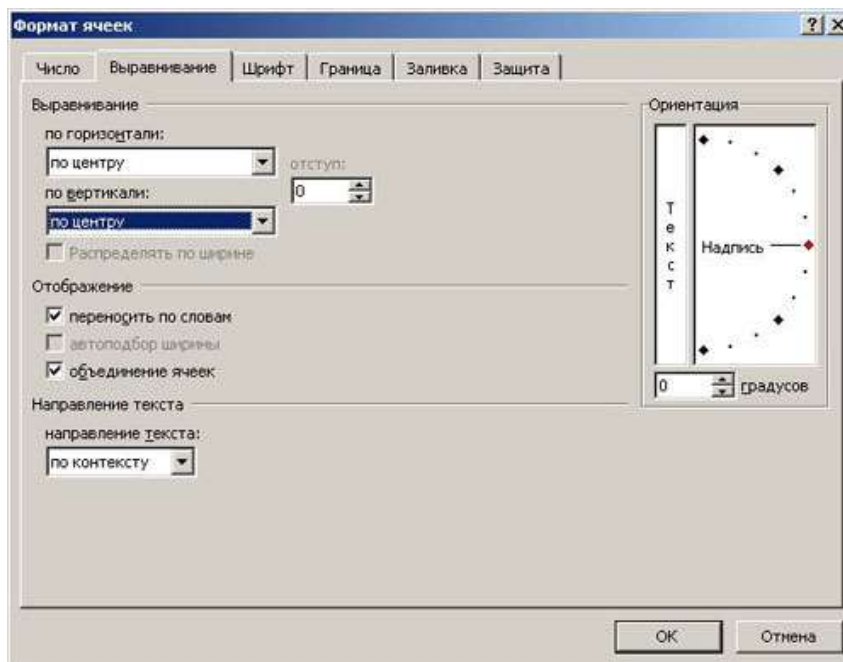 Формат ячеек
Число Выравнивание Шрифт Граница Заливка Защита
Выравнивание
по горизонтали:
по центру
отступ:
0
по вертикали:
по центру
Распределять по ширине
Отображение
переносить по словам
автоподбор ширины
объединение ячеек
Направление текста
направление текста:
по контексту
Ориентация
Текст
Надпись
0 градусов
ОК Отмена